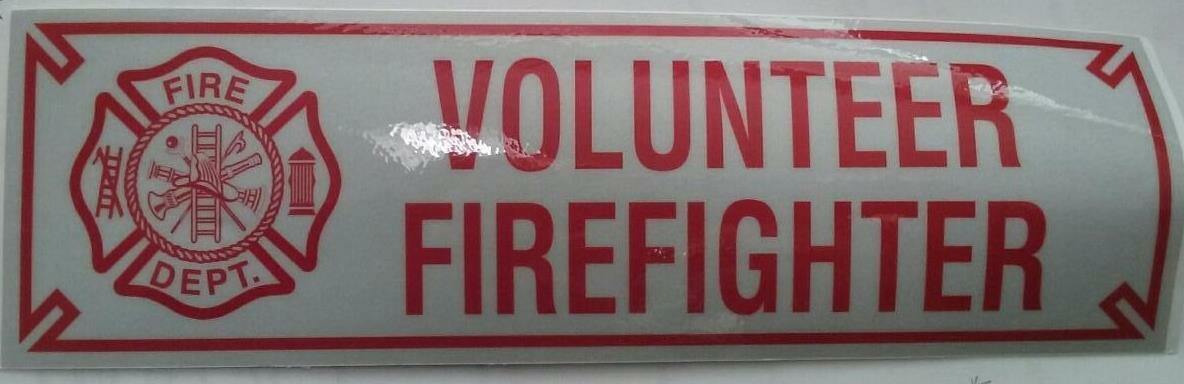 FIRE
DEPT.
VOLUNTEER
FIREFIGHTER